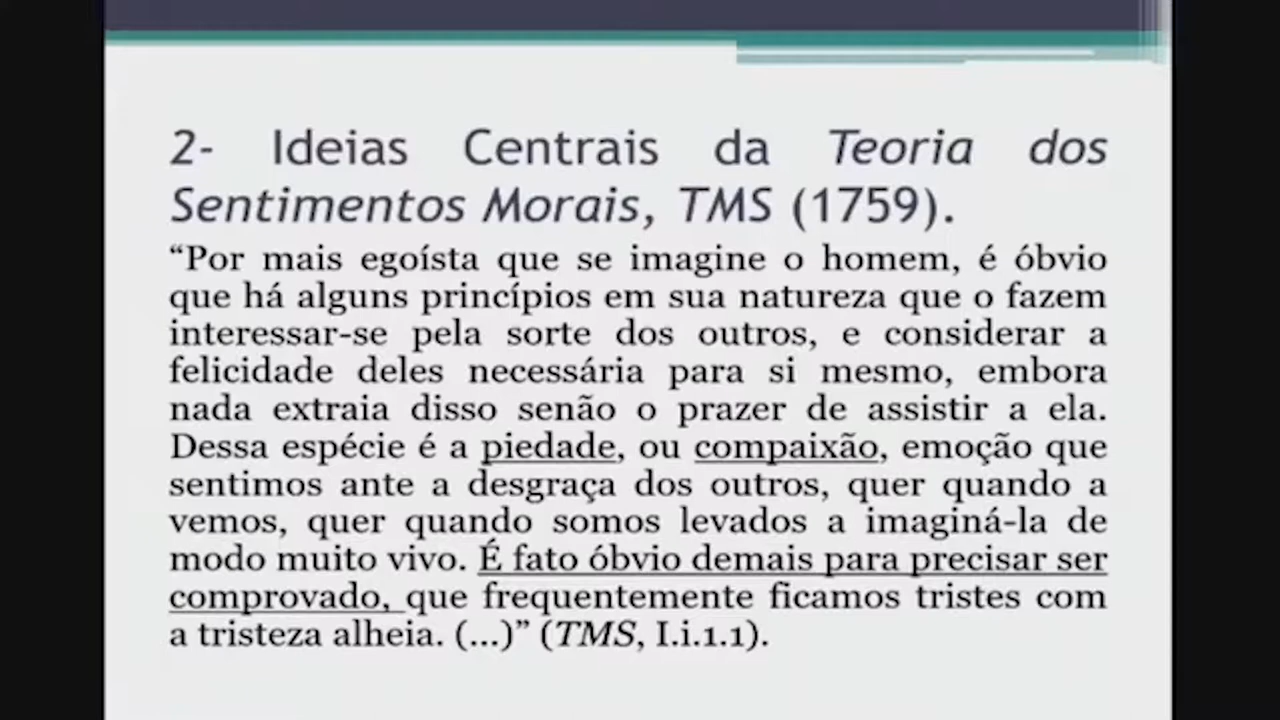 2- Ideias Centrais da Teoria dos
Sentimentos Morais, TMS (1759).
“Por mais egoísta que se imagine o homem, é óbvio
que há alguns princípios em sua natureza que o fazem
interessar-se pela sorte dos outros, e considerar a
felicidade deles necessária para si mesmo, embora
nada extraia disso senão o prazer de assistir a ela.
Dessa espécie é a piedade, ou compaixão, emoção que
sentimos ante a desgraça dos outros, quer quando a
vemos, quer quando somos levados a imaginá-la de
modo muito vivo. É fato óbvio demais para precisar ser
comprovado, que frequentemente ficamos tristes com
a tristeza alheia. (...)” (TMS, I.i.1.1).